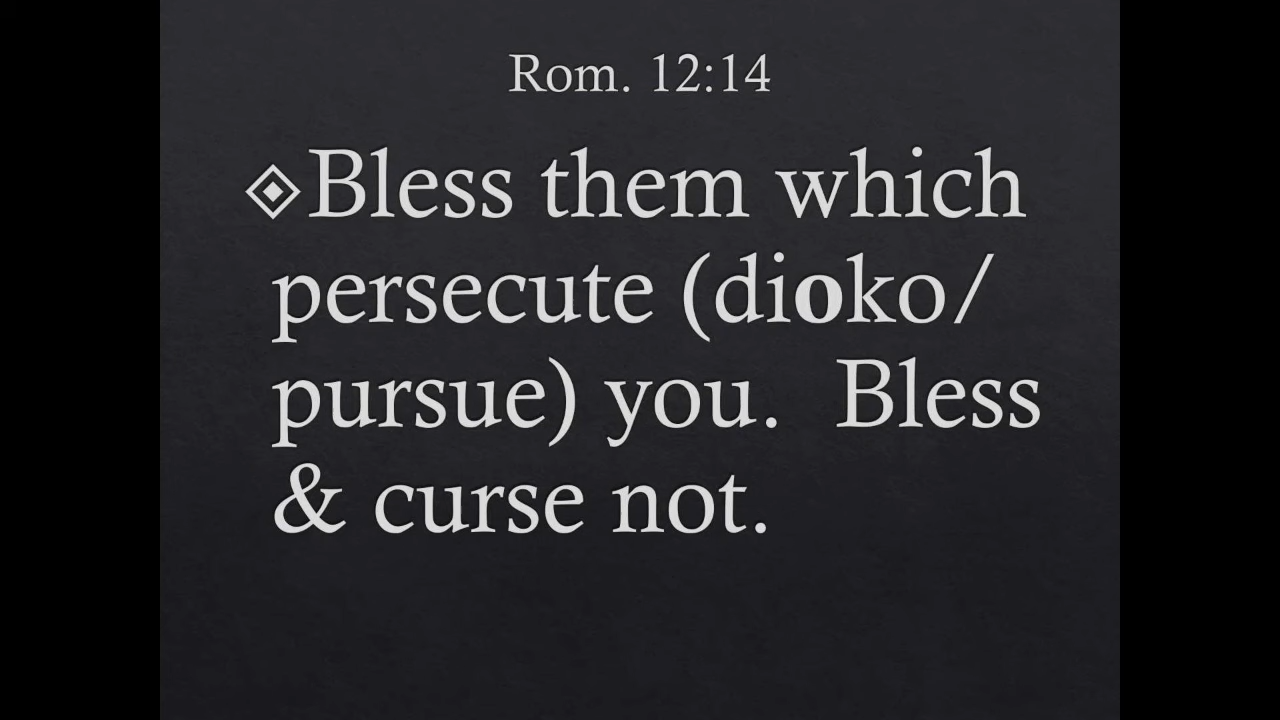 Rom. 12:14
Bless them which
persecute (dioko/
pursue) you.  Bless
& curse not.